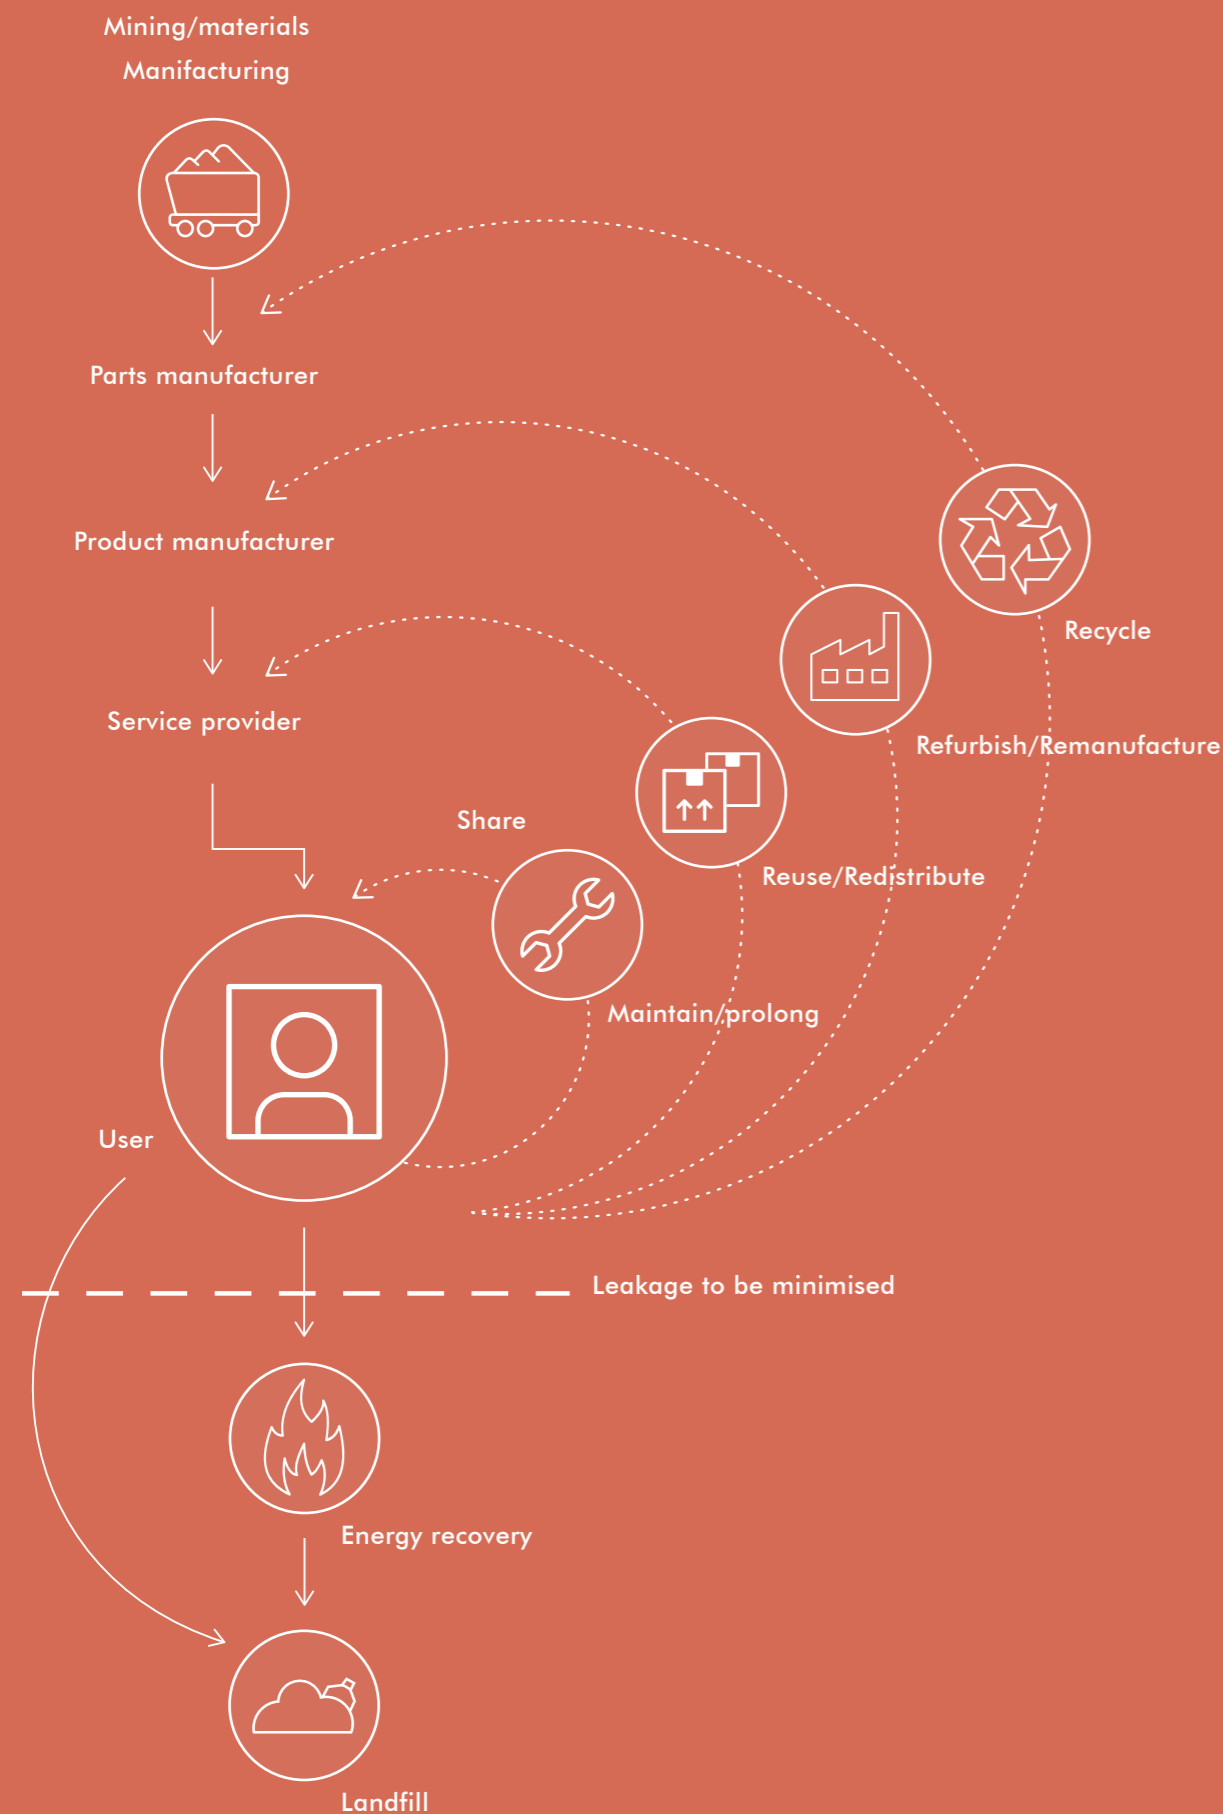 Mining/materials
Manifacturing
Parts manufacturer
Product manufacturer
Service provider
Recycle
Refurbish/Remanufacture
Reuse/Redistribute
Share
Maintain/prolong
User
Leakage to be minimised
Energy recovery
Landfill